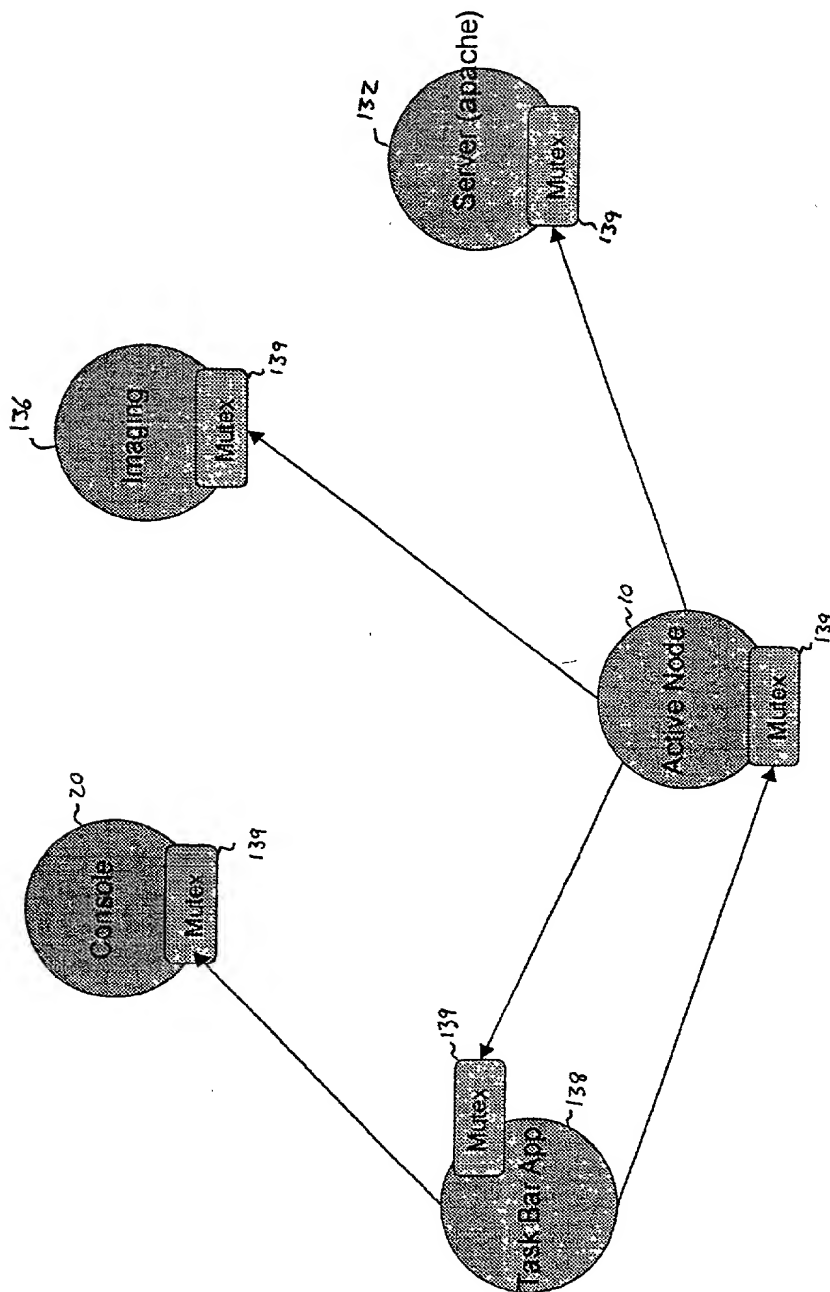 Console
20
Mutex
139
Imaging
136
Mutex
139
Server (apache)
132
Mutex
139
Task Bar App
138
Mutex
139
Active Node
10
Mutex
139